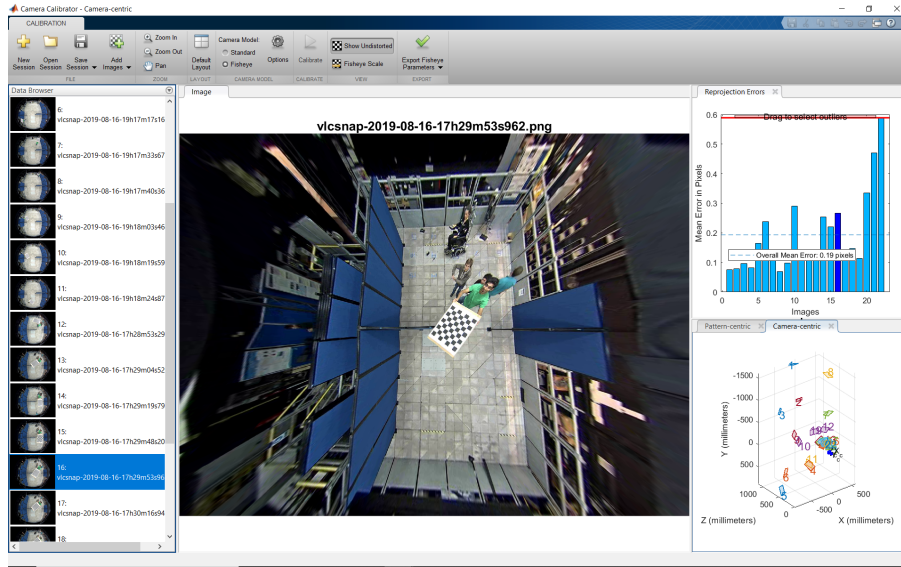 Camera Calibrator - Camera-centric
CALIBRATION
New Session
Open Session
Save Session
Add Images
Zoom In
Zoom Out
Pan
Default Layout
Camera Model:
Standard
Fisheye
Options
Calibrate
Show Undistorted
Fisheye Scale
Export Fisheye Parameters
FILE
ZOOM
LAYOUT
CAMERA MODEL
CALIBRATE
VIEW
EXPORT
Data Browser
6:
vlcsnap-2019-08-16-19h17m17s16
7:
vlcsnap-2019-08-16-19h17m33s67
8:
vlcsnap-2019-08-16-19h17m40s36
9:
vlcsnap-2019-08-16-19h18m03s46
10:
vlcsnap-2019-08-16-19h18m19s59
11:
vlcsnap-2019-08-16-19h18m24s87
12:
vlcsnap-2019-08-16-17h28m53s29
13:
vlcsnap-2019-08-16-17h29m04s52
14:
vlcsnap-2019-08-16-17h29m19s79
15:
vlcsnap-2019-08-16-17h29m48s20
16:
vlcsnap-2019-08-16-17h29m53s96
17:
vlcsnap-2019-08-16-17h30m16s94
18:
Image
vlcsnap-2019-08-16-17h29m53s962.png
Reprojection Errors
Drag to select outliers
0.6
0.5
0.4
0.3
0.2
0.1
0
Mean Error in Pixels
Overall Mean Error: 0.19 pixels
0 5 10 15 20
Images
Pattern-centric
Camera-centric
-1500
-1000
-500
0
500
Y (millimeters)
1000
500
0
Z (millimeters)
-500
0
500
X (millimeters)